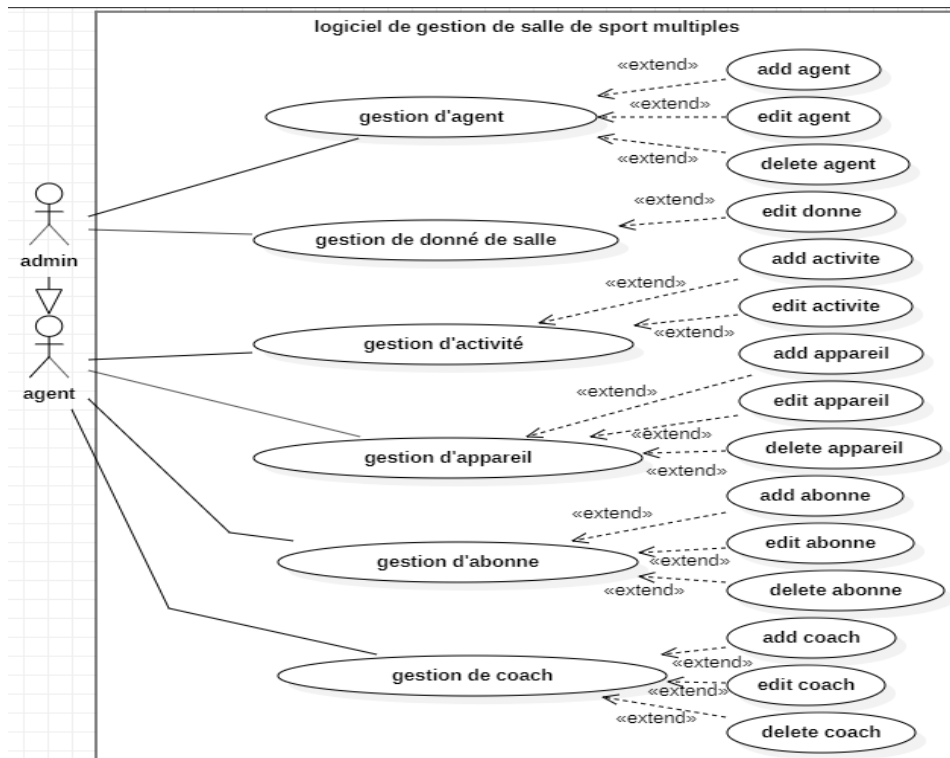 logiciel de gestion de salle de sport multiples
«extend»
add agent
gestion d'agent
«extend»
edit agent
«extend»
delete agent
admin
gestion de donné de salle
«extend»
edit donne
agent
gestion d'activité
«extend»
add activite
«extend»
edit activite
gestion d'appareil
«extend»
add appareil
«extend»
edit appareil
«extend»
delete appareil
gestion d'abonne
«extend»
add abonne
«extend»
edit abonne
«extend»
delete abonne
gestion de coach
«extend»
add coach
«extend»
edit coach
«extend»
delete coach